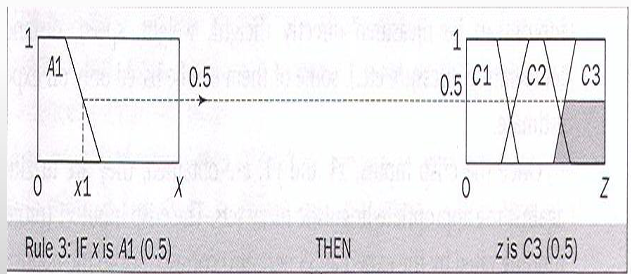 1
A1
0.5
0
x1
X
1
0.5
C1
C2
C3
0
Z
Rule 3: IF x is A1 (0.5)
THEN
z is C3 (0.5)